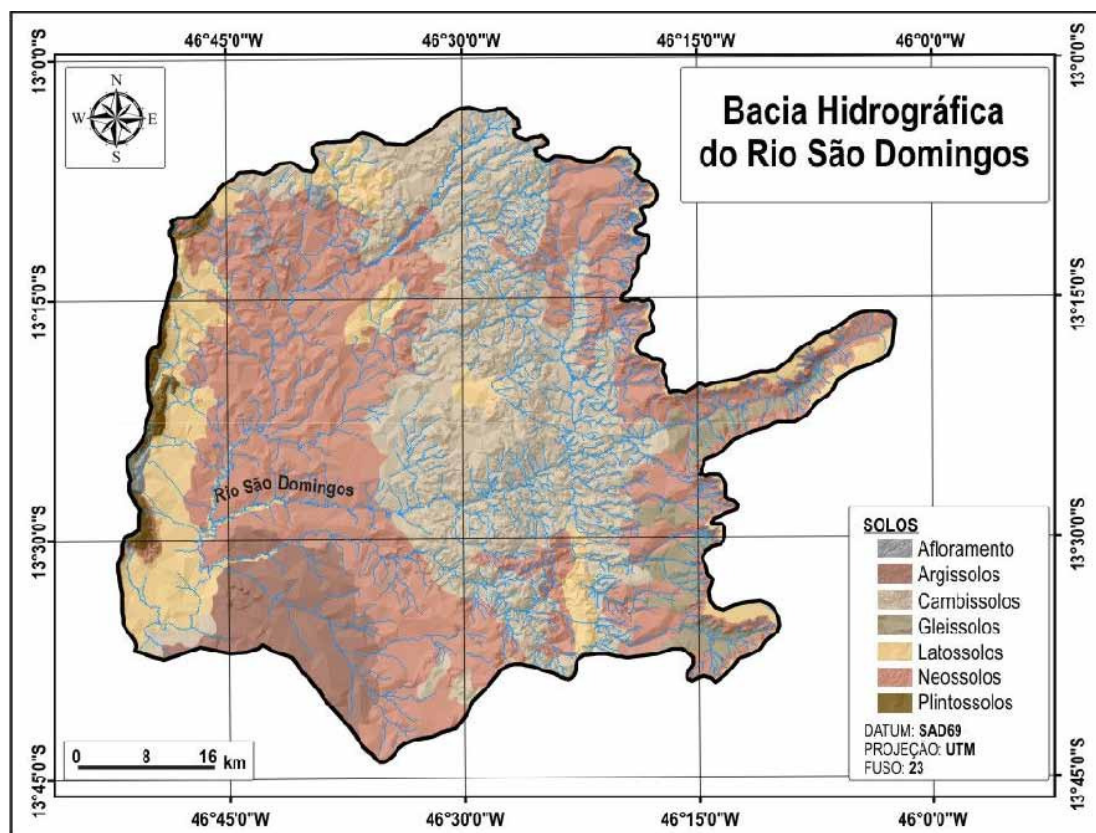 46°45'0"W 46°30'0"W 46°15'0"W 46°0'0"W
13°0'0"S 13°0'0"S
N
W E
S
Bacia Hidrográfica
do Rio São Domingos
13°15'0"S 13°15'0"S
Rio São Domingos
13°30'0"S 13°30'0"S
SOLOS
Afloramento
Argissolos
Cambissolos
Gleissolos
Latossolos
Neossolos
Plintossolos
DATUM: SAD69
PROJEÇÃO: UTM
FUSO: 23
0 8 16 km
13°45'0"S 13°45'0"S
46°45'0"W 46°30'0"W 46°15'0"W 46°0'0"W